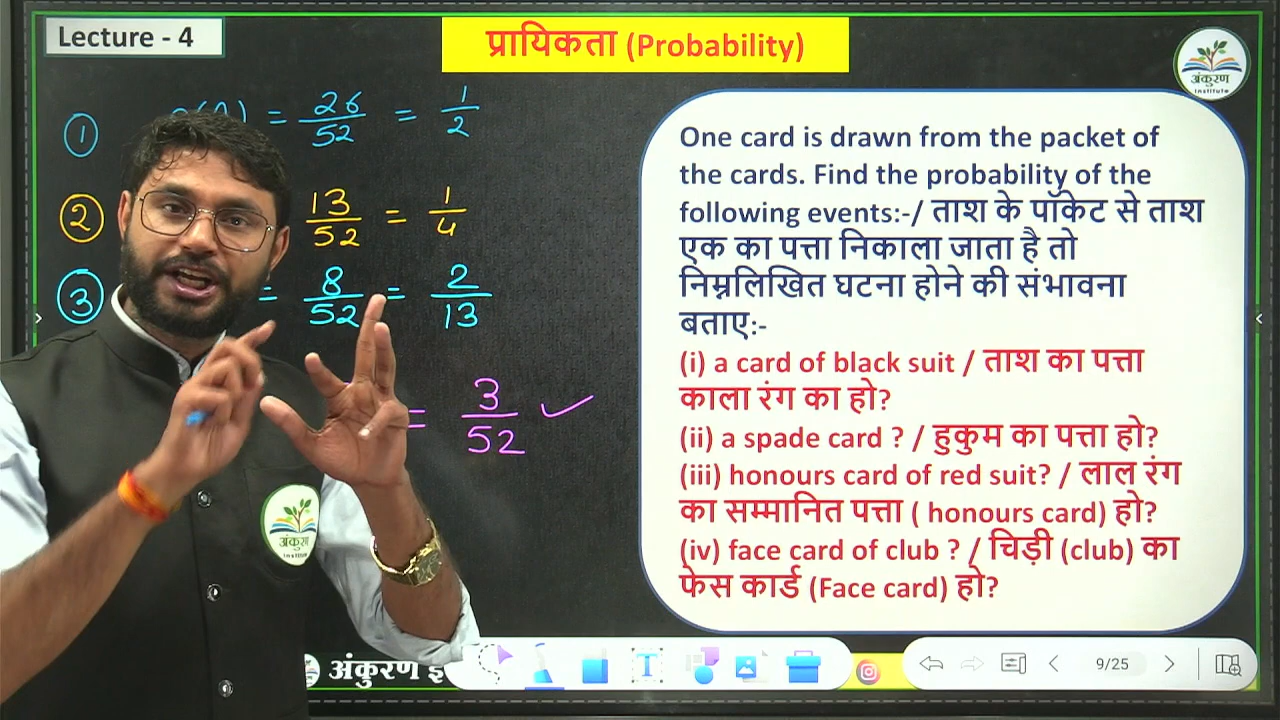 Lecture - 4
प्रायिकता (Probability)
अंकुरण
Institute
1 = 26/52 = 1/2
2 13/52 = 1/4
3 = 8/52 = 2/13
= 3/52 ✓
One card is drawn from the packet of
the cards. Find the probability of the
following events:-/ ताश के पॉकेट से ताश
एक का पत्ता निकाला जाता है तो
निम्नलिखित घटना होने की संभावना
बताए:-
(i) a card of black suit / ताश का पत्ता
काला रंग का हो?
(ii) a spade card ? / हुकुम का पत्ता हो?
(iii) honours card of red suit? / लाल रंग
का सम्मानित पत्ता ( honours card) हो?
(iv) face card of club ? / चिड़ी (club) का
फेस कार्ड (Face card) हो?
अंकुरण
अंकुरण
T
9/25